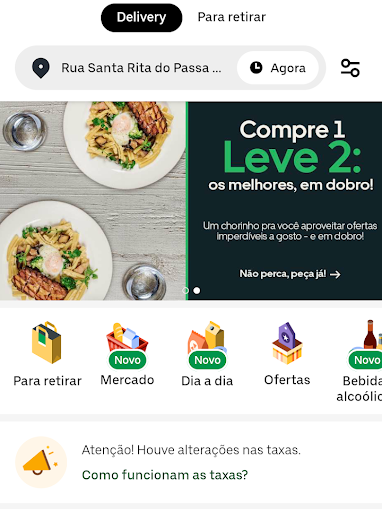 Delivery
Para retirar
Rua Santa Rita do Passa ...
Agora
Compre 1
Leve 2:
os melhores, em dobro!
Um chorinho pra você aproveitar ofertas
imperdíveis a gosto - e em dobro!
Não perca, peça já! →
Novo
Novo
Novo
Para retirar
Mercado
Dia a dia
Ofertas
Bebida
alcoólic
Atenção! Houve alterações nas taxas.
Como funcionam as taxas?